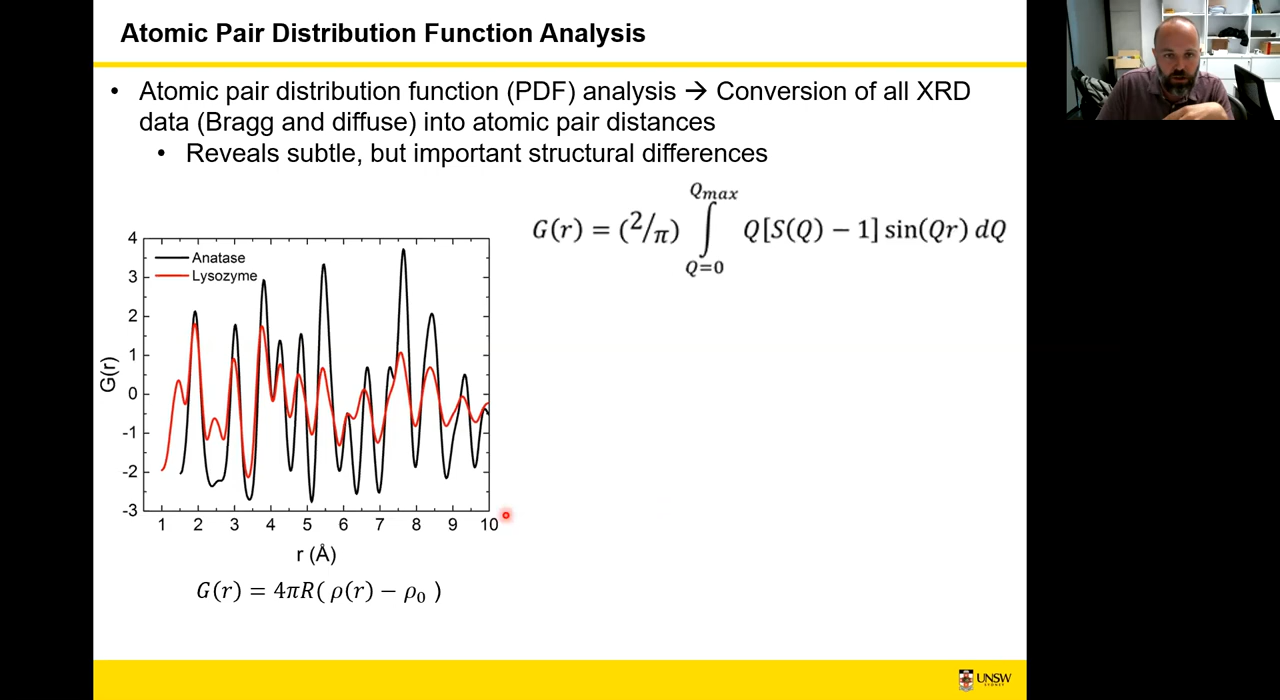 Atomic Pair Distribution Function Analysis
• Atomic pair distribution function (PDF) analysis → Conversion of all XRD
data (Bragg and diffuse) into atomic pair distances
• Reveals subtle, but important structural differences
G(r) = (2/π) ∫ Q[S(Q) − 1] sin(Qr) dQ
Qmax
Q=0
Anatase
Lysozyme
4
3
2
1
0
-1
-2
-3
G(r)
1 2 3 4 5 6 7 8 9 10
r (Å)
G(r) = 4πR( ρ(r) − ρ₀ )
UNSW
SYDNEY